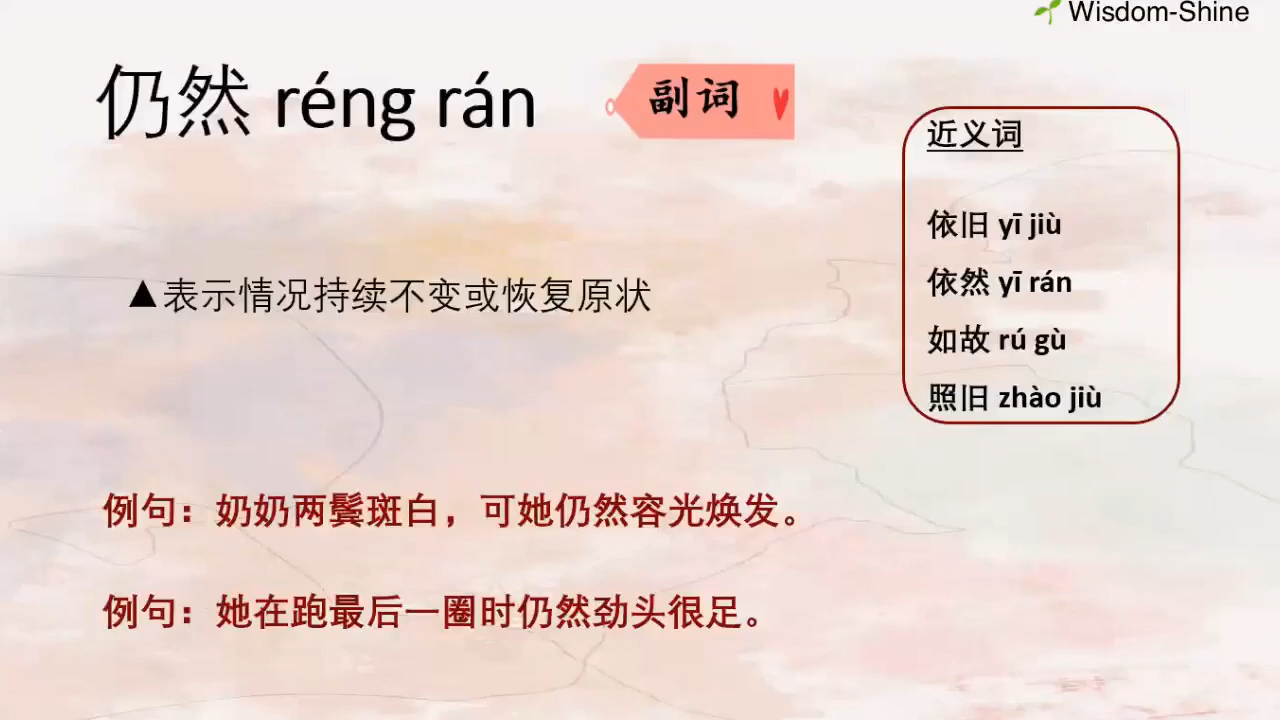 Wisdom-Shine
仍然 réng rán
副词
近义词
依旧 yī jiù
依然 yī rán
如故 rú gù
照旧 zhào jiù
▲表示情况持续不变或恢复原状
例句：奶奶两鬓斑白，可她仍然容光焕发。
例句：她在跑最后一圈时仍然劲头很足。